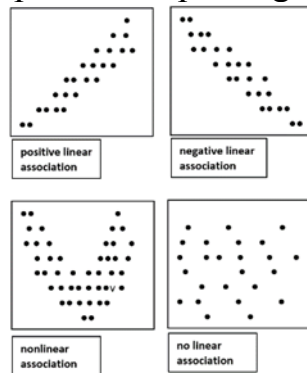 positive linear
association
negative linear
association
v
nonlinear
association
no linear
association